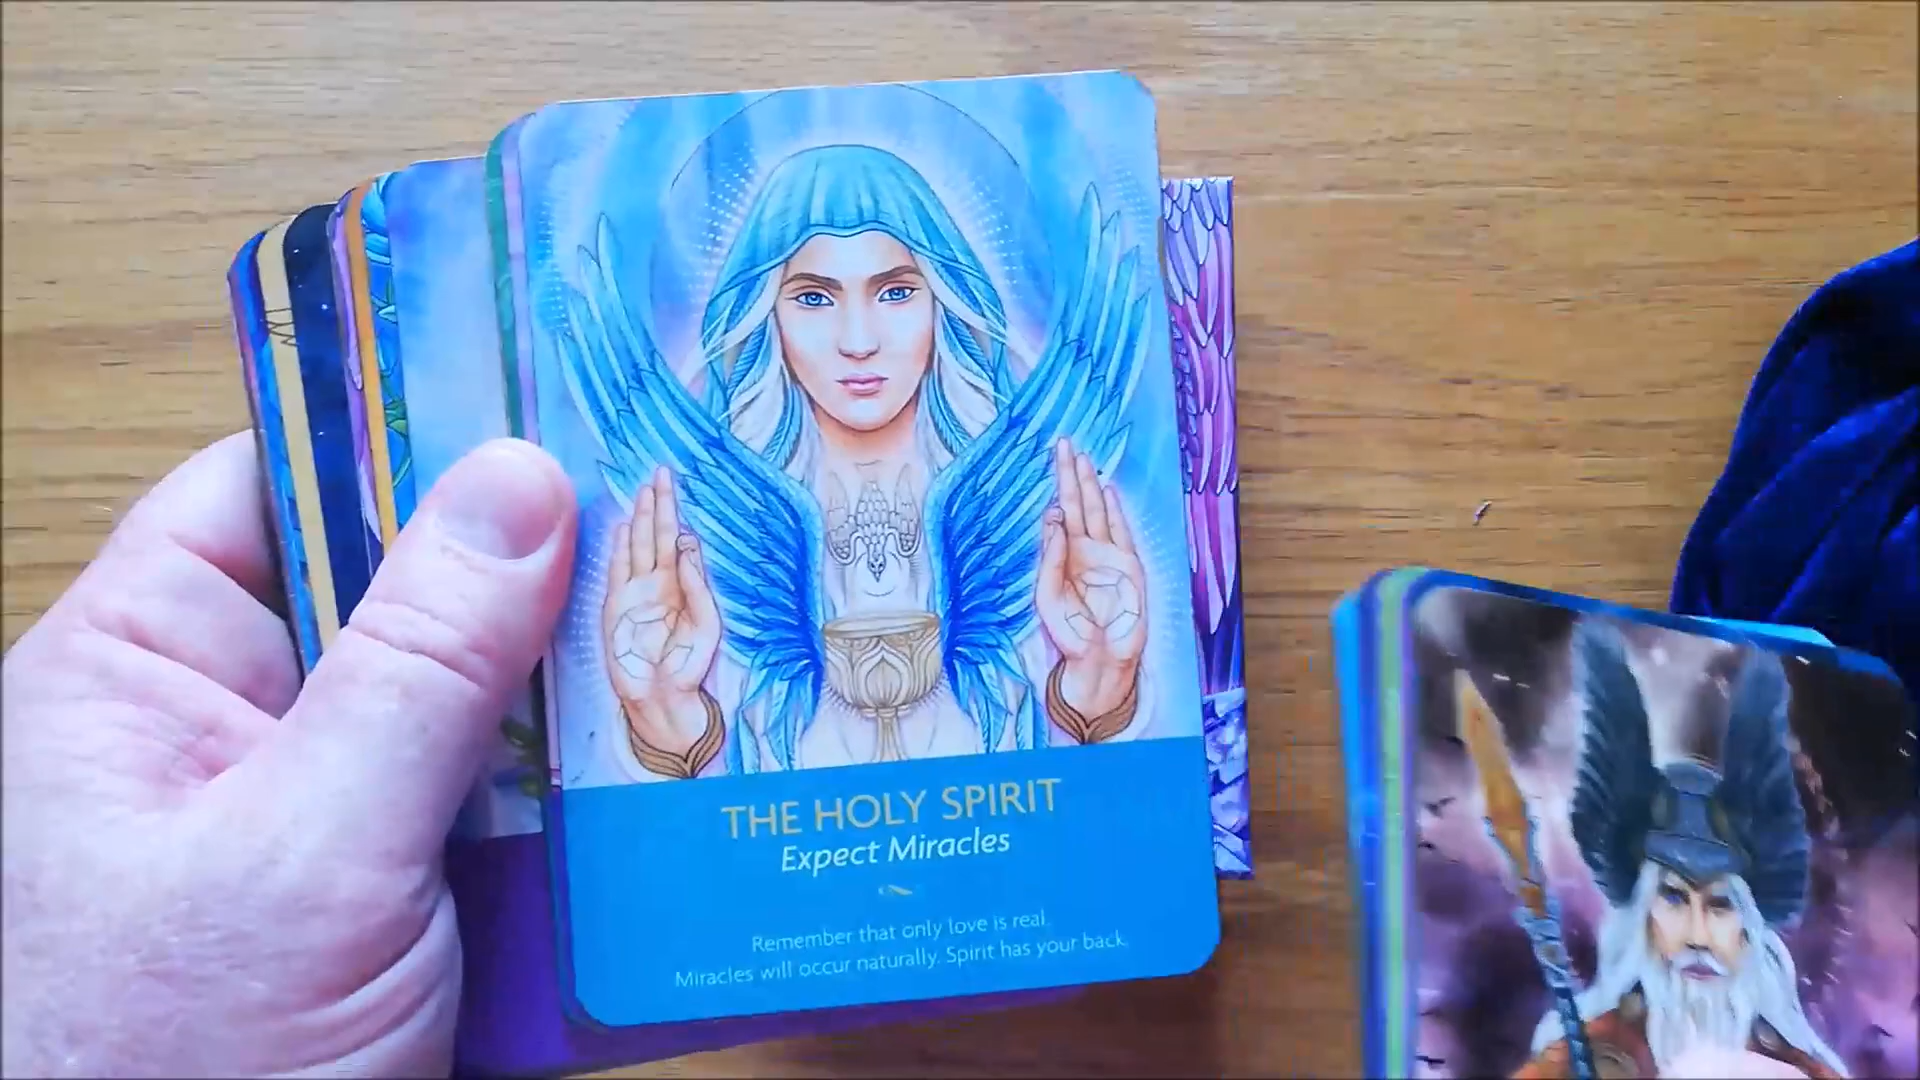 THE HOLY SPIRIT
Expect Miracles
Remember that only love is real.
Miracles will occur naturally. Spirit has your back.